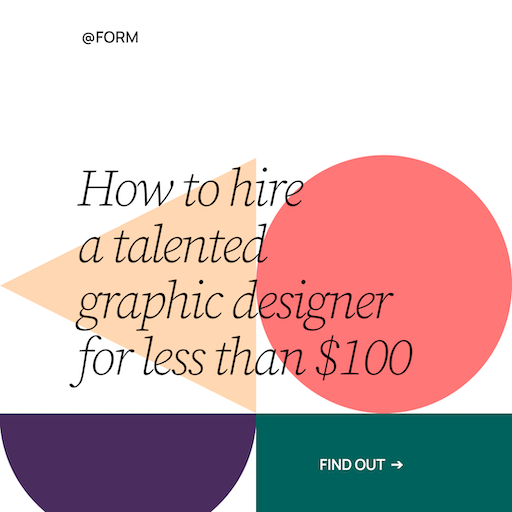 @FORM
How to hire
a talented
graphic designer
for less than $100
FIND OUT ➔